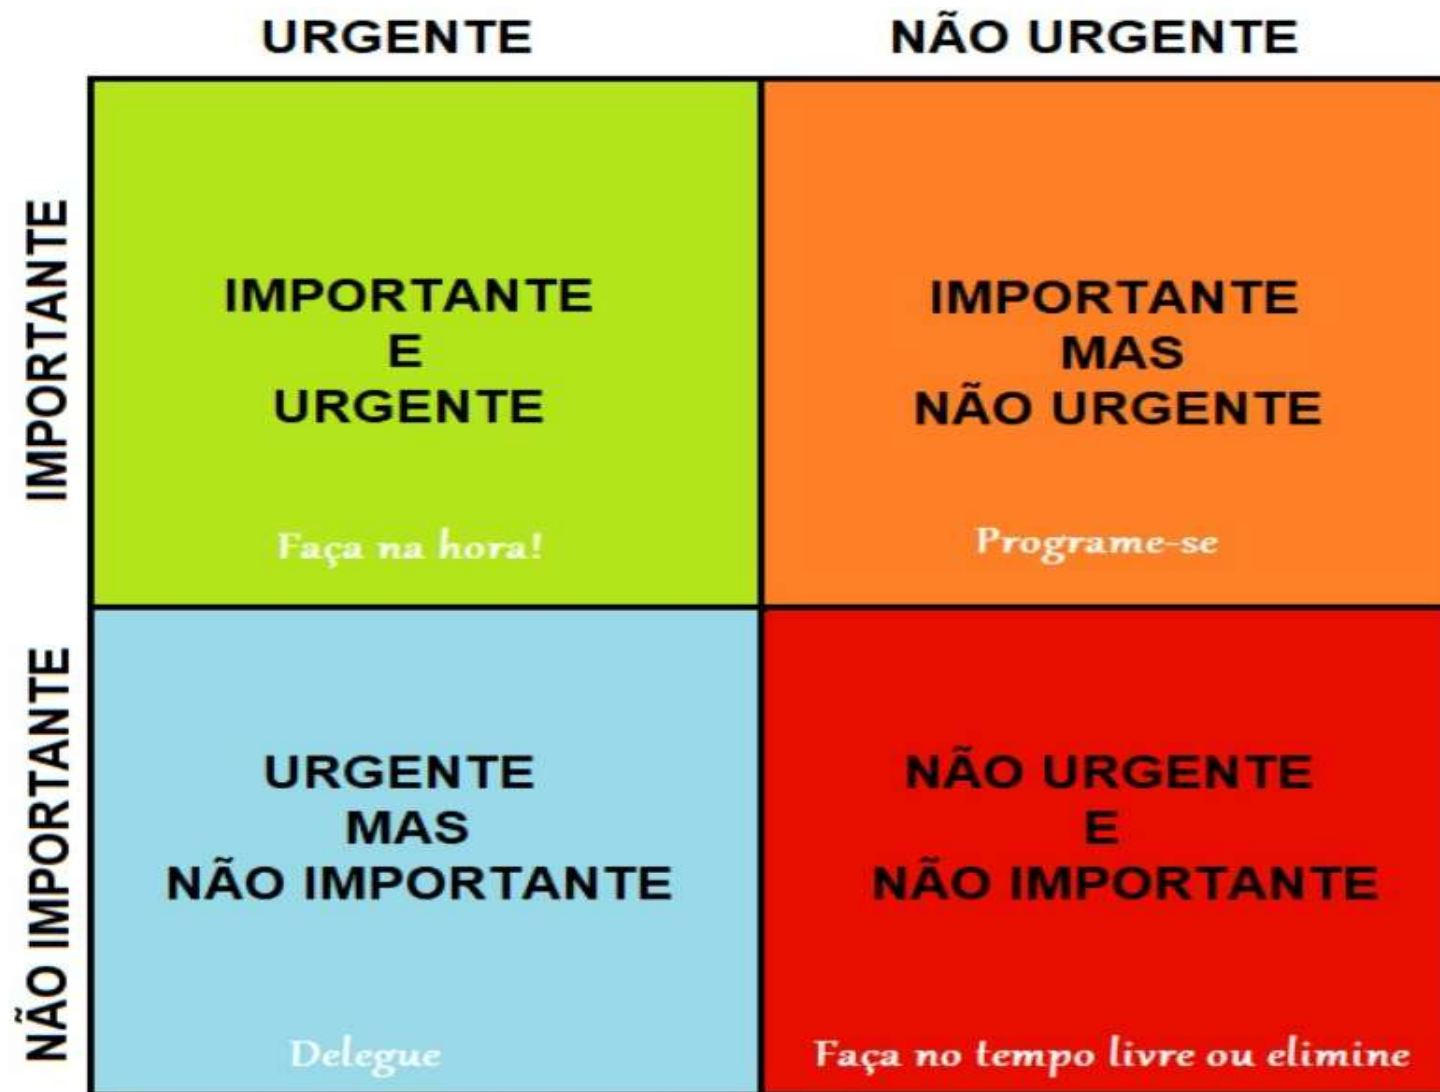 URGENTE
NÃO URGENTE
IMPORTANTE
IMPORTANTE
E
URGENTE
Faça na hora!
IMPORTANTE
MAS
NÃO URGENTE
Programe-se
NÃO IMPORTANTE
URGENTE
MAS
NÃO IMPORTANTE
Delegue
NÃO URGENTE
E
NÃO IMPORTANTE
Faça no tempo livre ou elimine